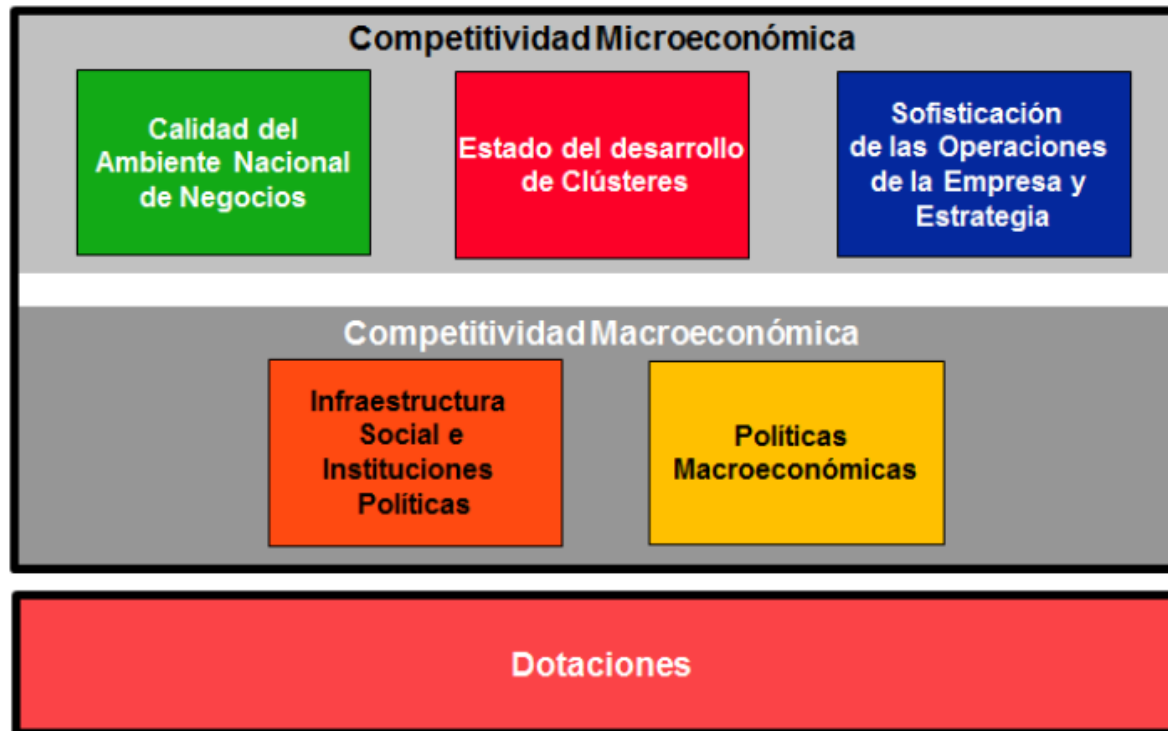 Competitividad Microeconómica
Calidad del
Ambiente Nacional
de Negocios
Estado del desarrollo
de Clústeres
Sofisticación
de las Operaciones
de la Empresa y
Estrategia
Competitividad Macroeconómica
Infraestructura
Social e
Instituciones
Políticas
Políticas
Macroeconómicas
Dotaciones